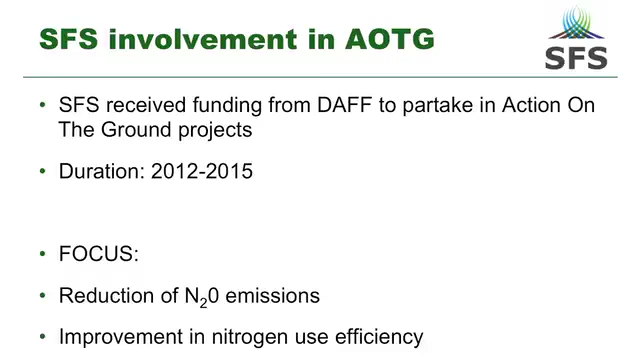 SFS involvement in AOTG
SFS
• SFS received funding from DAFF to partake in Action On
The Ground projects
• Duration: 2012-2015
• FOCUS:
• Reduction of N₂0 emissions
• Improvement in nitrogen use efficiency